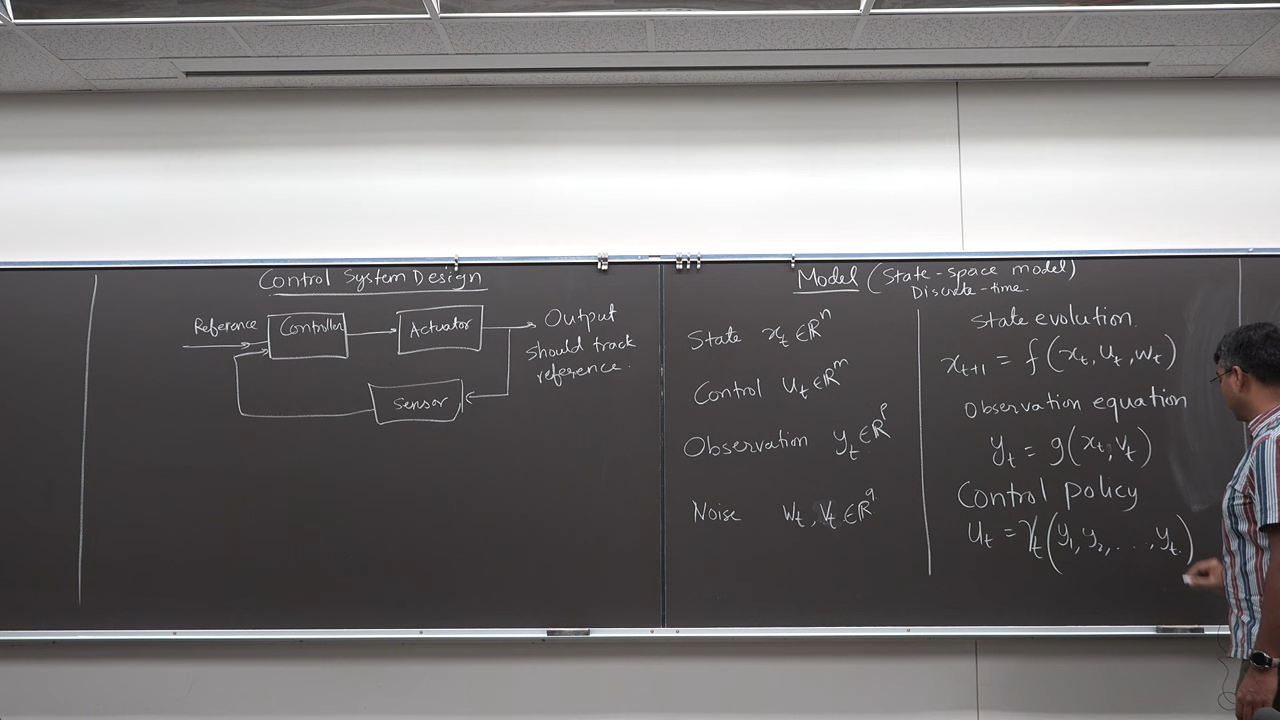 Control System Design
Reference
Controller
Actuator
Output
should track
reference.
Sensor
Model (State-space model)
Discrete-time.
State x_t ∈ ℝ^n
Control u_t ∈ ℝ^m
Observation y_t ∈ ℝ^p
Noise w_t, v_t ∈ ℝ^q
State evolution.
x_{t+1} = f(x_t, u_t, w_t)
Observation equation
y_t = g(x_t, v_t)
Control policy
u_t = γ_t(y_1, y_2, ..., y_t)